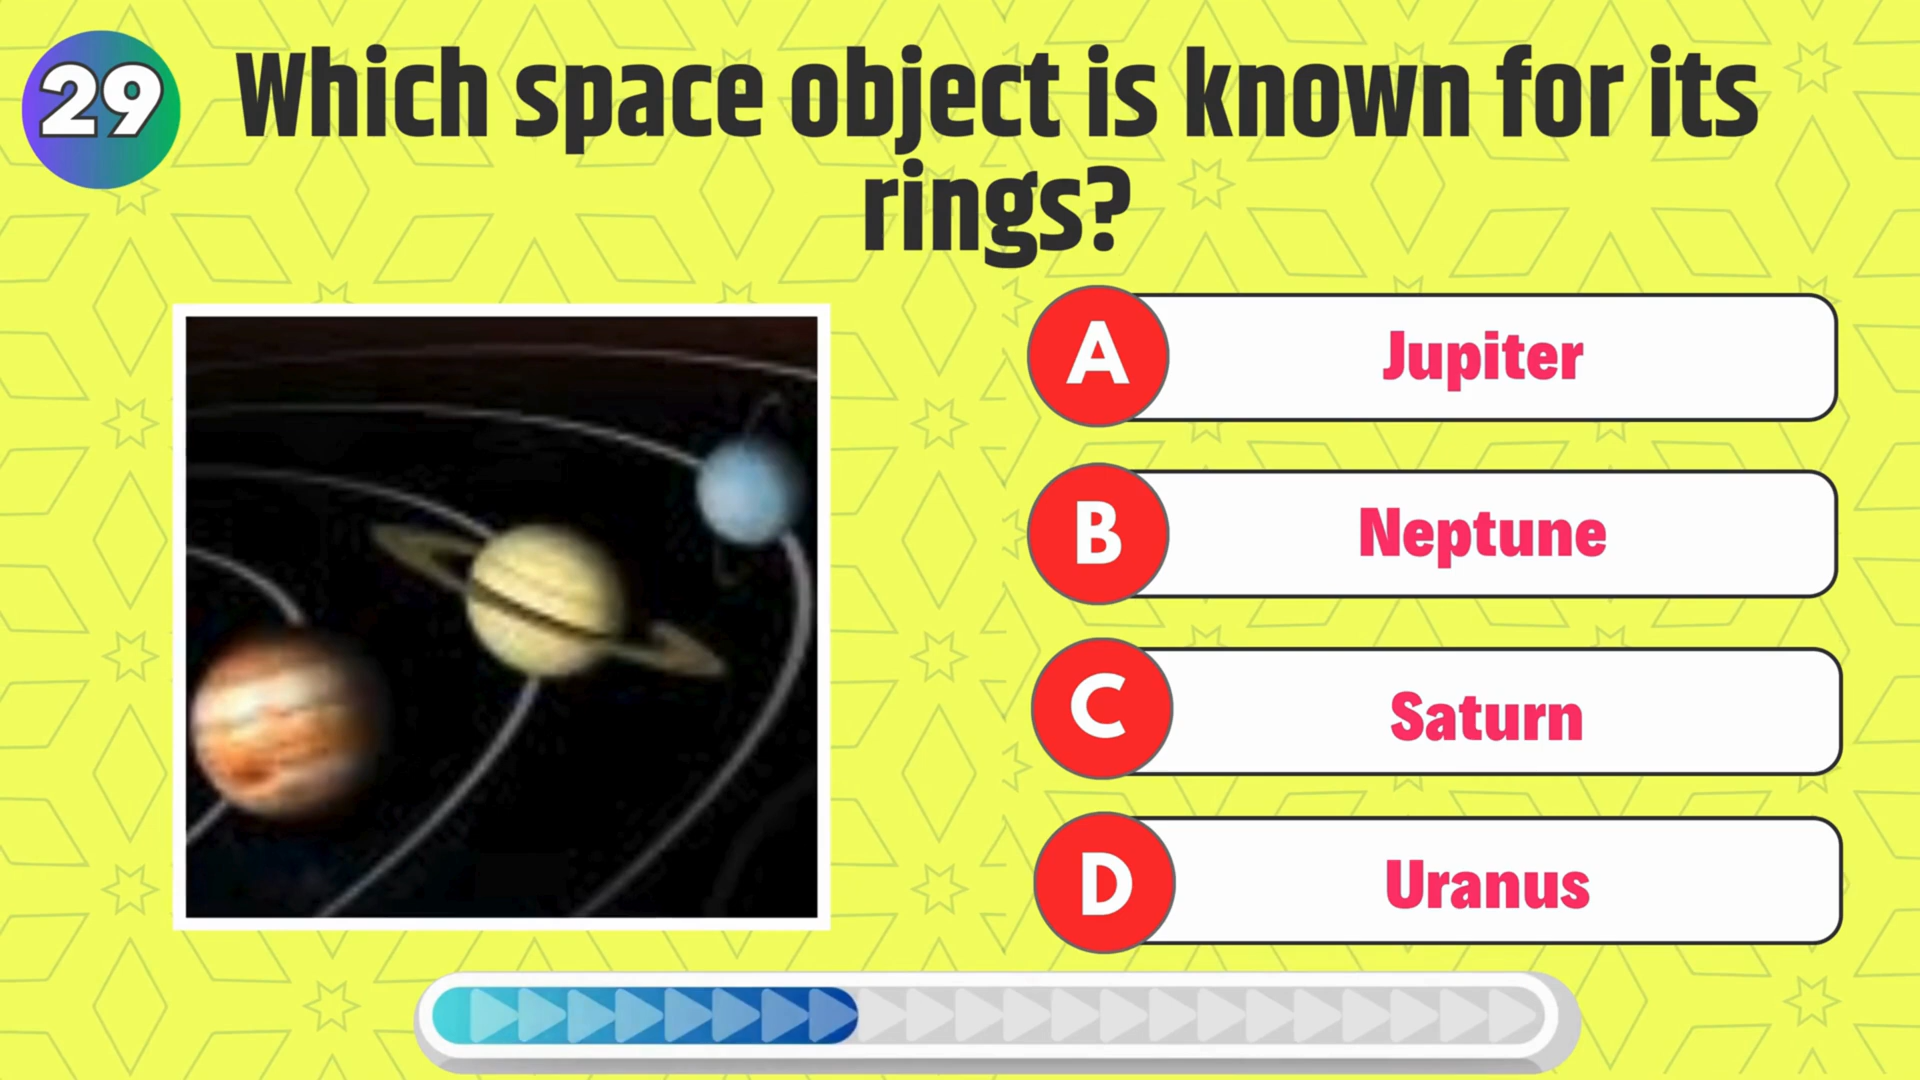 29
Which space object is known for its
rings?
A Jupiter
B Neptune
C Saturn
D Uranus